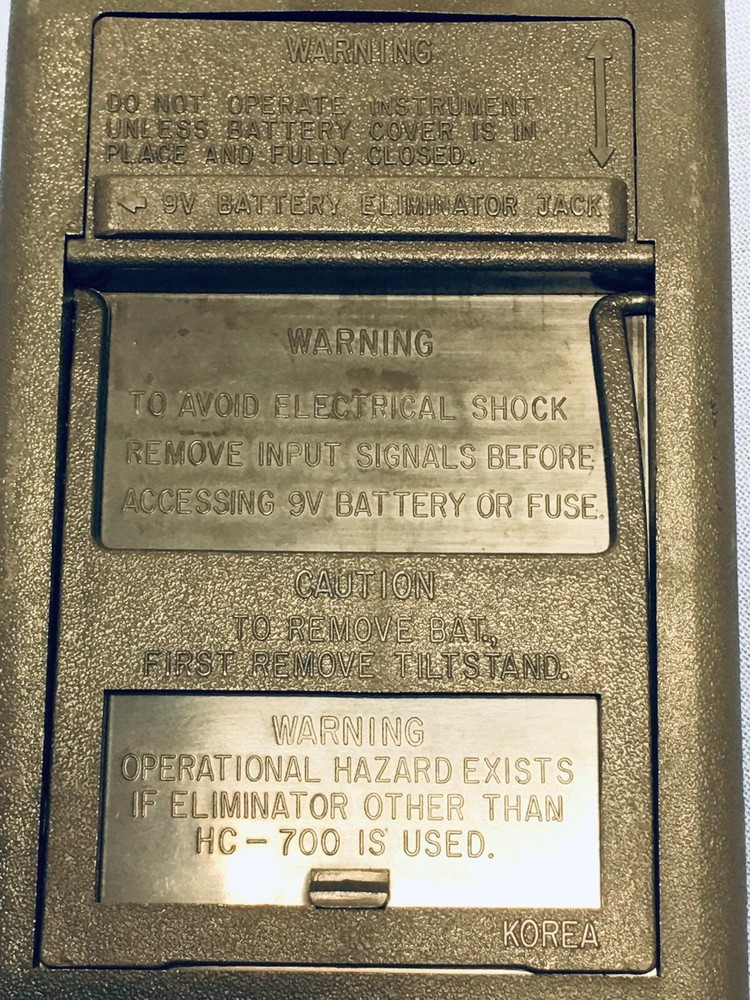 WARNING
DO NOT OPERATE INSTRUMENT
UNLESS BATTERY COVER IS IN
PLACE AND FULLY CLOSED.
9V BATTERY ELIMINATOR JACK
WARNING
TO AVOID ELECTRICAL SHOCK
REMOVE INPUT SIGNALS BEFORE
ACCESSING 9V BATTERY OR FUSE.
CAUTION
TO REMOVE BAT.,
FIRST REMOVE TILTSTAND.
WARNING
OPERATIONAL HAZARD EXISTS
IF ELIMINATOR OTHER THAN
HC-700 IS USED.
KOREA